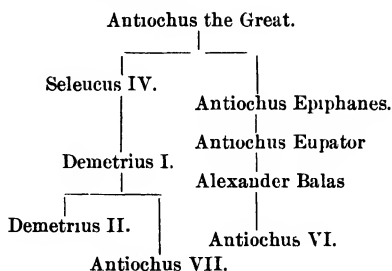 Antiochus the Great.
Seleucus IV.
Antiochus Epiphanes.
Antiochus Eupator
Demetrius I.
Alexander Balas
Demetrius II.
Antiochus VI.
Antiochus VII.